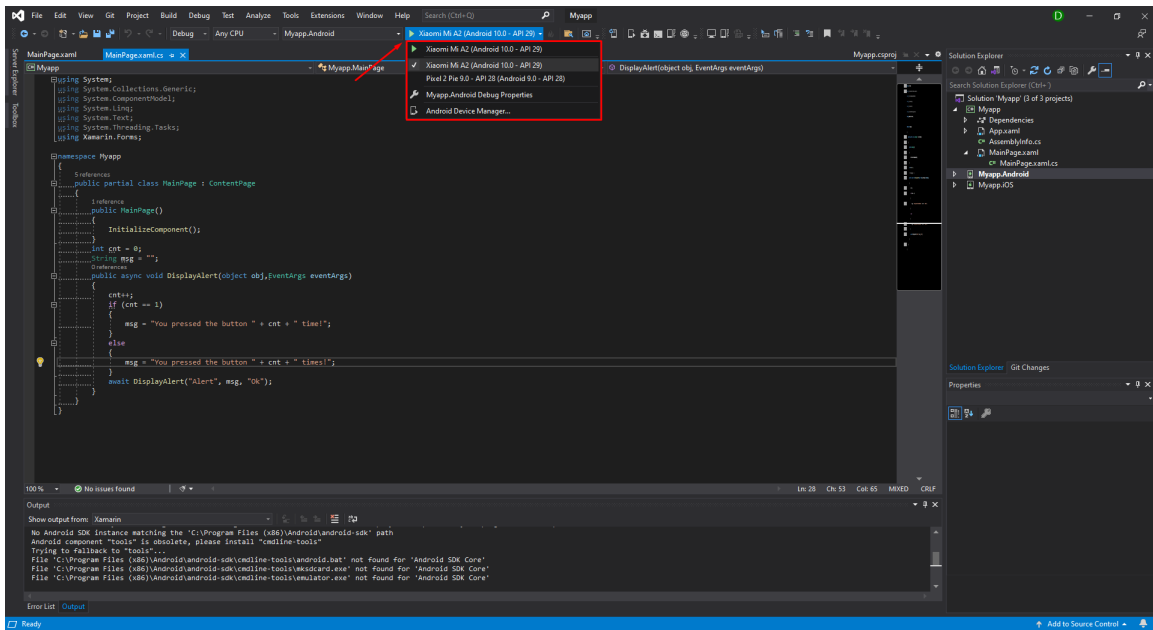 File Edit View Git Project Build Debug Test Analyze Tools Extensions Window Help Search (Ctrl+Q) Myapp D
Debug Any CPU Myapp.Android Xiaomi Mi A2 (Android 10.0 - API 29)
Xiaomi Mi A2 (Android 10.0 - API 29)
Xiaomi Mi A2 (Android 10.0 - API 29)
Pixel 2 Pie 9.0 - API 28 (Android 9.0 - API 28)
Myapp.Android Debug Properties
Android Device Manager...
Server Explorer
Toolbox
MainPage.xaml MainPage.xaml.cs Myapp.csproj
Myapp Myapp.MainPage DisplayAlert(object obj, EventArgs eventArgs)
using System;
using System.Collections.Generic;
using System.ComponentModel;
using System.Linq;
using System.Text;
using System.Threading.Tasks;
using Xamarin.Forms;
namespace Myapp
{
5 references
public partial class MainPage : ContentPage
{
1 reference
public MainPage()
{
InitializeComponent();
}
int cnt = 0;
String msg = "";
0 references
public async void DisplayAlert(object obj,EventArgs eventArgs)
{
cnt++;
if (cnt == 1)
{
msg = "You pressed the button " + cnt + " time!";
}
else
{
msg = "You pressed the button " + cnt + " times!";
}
await DisplayAlert("Alert", msg, "Ok");
}
}
}
100 % No issues found Ln: 28 Ch: 53 Col: 65 MIXED CRLF
Output
Show output from: Xamarin
No Android SDK instance matching the 'C:\Program Files (x86)\Android\android-sdk' path
Android component "tools" is obsolete, please install "cmdline-tools"
Trying to fallback to "tools"...
File 'C:\Program Files (x86)\Android\android-sdk\cmdline-tools\android.bat' not found for 'Android SDK Core'
File 'C:\Program Files (x86)\Android\android-sdk\cmdline-tools\mksdcard.exe' not found for 'Android SDK Core'
File 'C:\Program Files (x86)\Android\android-sdk\cmdline-tools\emulator.exe' not found for 'Android SDK Core'
Error List Output
Solution Explorer
Search Solution Explorer (Ctrl+ )
Solution 'Myapp' (3 of 3 projects)
Myapp
Dependencies
App.xaml
AssemblyInfo.cs
MainPage.xaml
MainPage.xaml.cs
Myapp.Android
Myapp.iOS
Solution Explorer Git Changes
Properties
Ready Add to Source Control